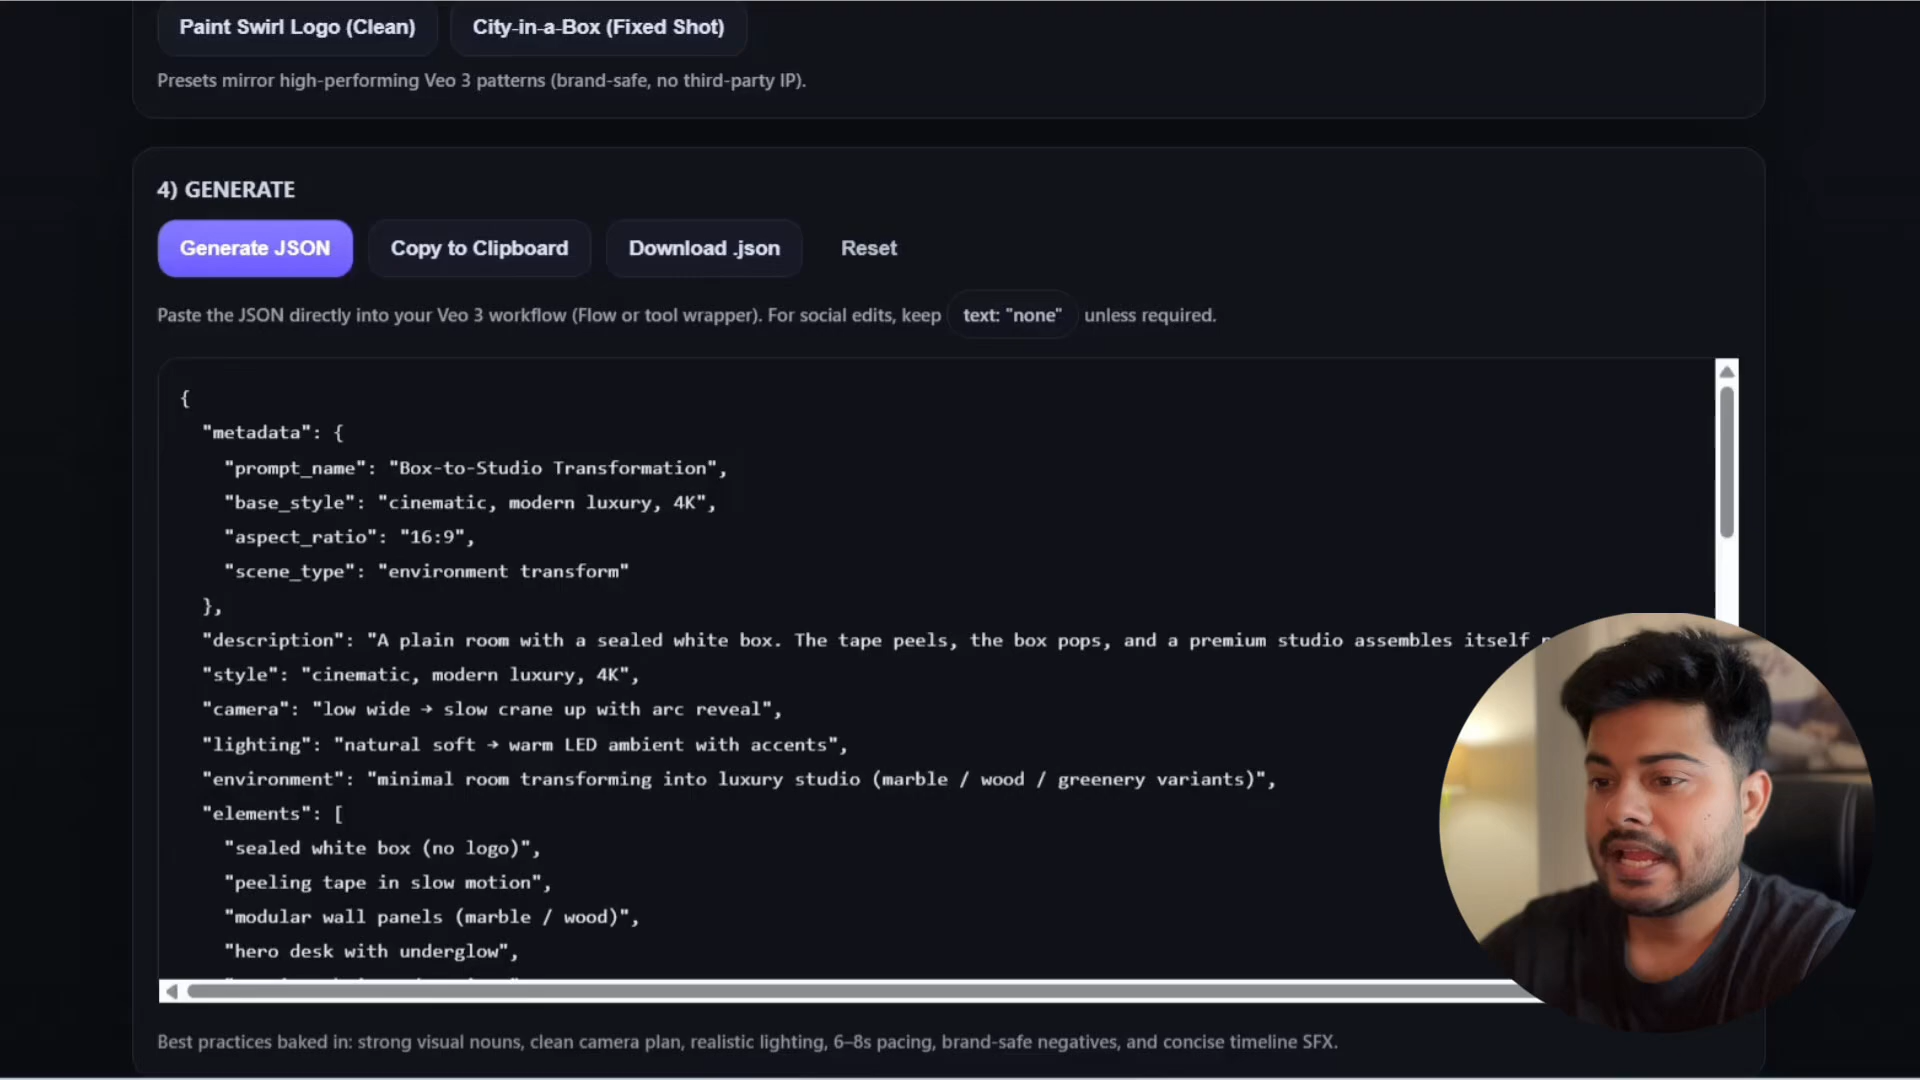 Paint Swirl Logo (Clean)
City-in-a-Box (Fixed Shot)
Presets mirror high-performing Veo 3 patterns (brand-safe, no third-party IP).
4) GENERATE
Generate JSON
Copy to Clipboard
Download .json
Reset
Paste the JSON directly into your Veo 3 workflow (Flow or tool wrapper). For social edits, keep text: "none" unless required.
{
"metadata": {
"prompt_name": "Box-to-Studio Transformation",
"base_style": "cinematic, modern luxury, 4K",
"aspect_ratio": "16:9",
"scene_type": "environment transform"
},
"description": "A plain room with a sealed white box. The tape peels, the box pops, and a premium studio assembles itself
"style": "cinematic, modern luxury, 4K",
"camera": "low wide → slow crane up with arc reveal",
"lighting": "natural soft → warm LED ambient with accents",
"environment": "minimal room transforming into luxury studio (marble / wood / greenery variants)",
"elements": [
"sealed white box (no logo)",
"peeling tape in slow motion",
"modular wall panels (marble / wood)",
"hero desk with underglow",
Best practices baked in: strong visual nouns, clean camera plan, realistic lighting, 6–8s pacing, brand-safe negatives, and concise timeline SFX.